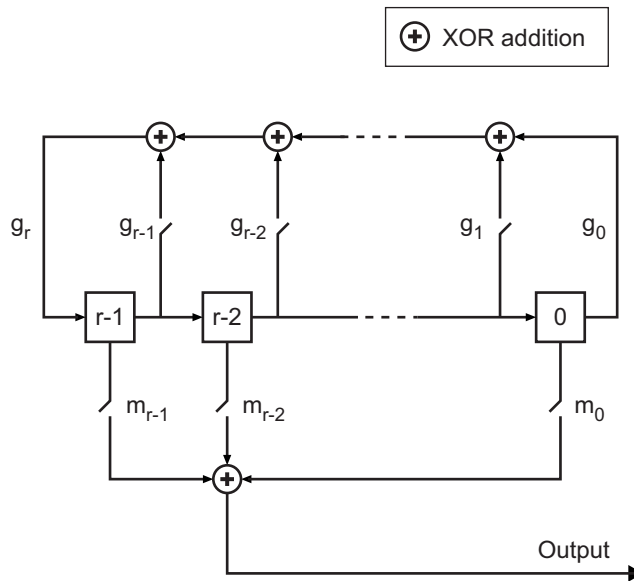 XOR addition
g_r g_{r-1} g_{r-2} g_1 g_0
r-1 r-2 0
m_{r-1} m_{r-2} m_0
Output